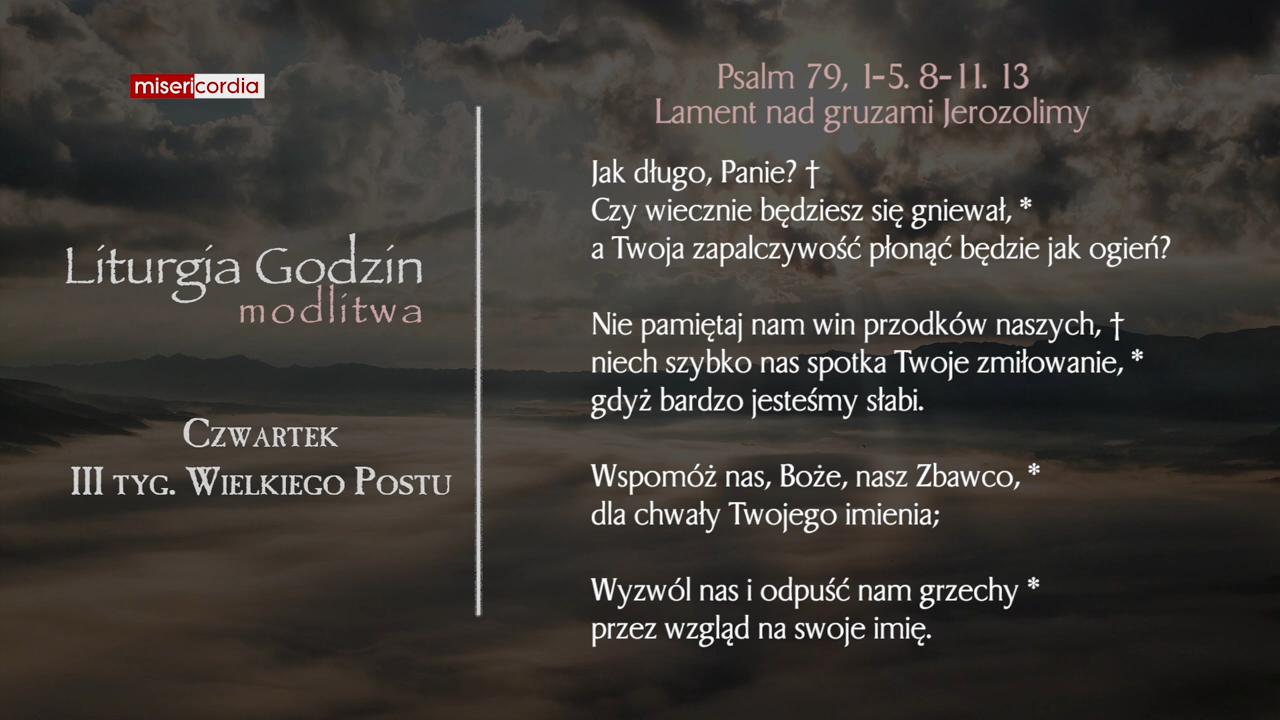 misericordia
Liturgia Godzin
modlitwa
Czwartek
III tyg. Wielkiego Postu
Psalm 79, 1-5. 8-11. 13
Lament nad gruzami Jerozolimy
Jak długo, Panie? †
Czy wiecznie będziesz się gniewał, *
a Twoja zapalczywość płonąć będzie jak ogień?
Nie pamiętaj nam win przodków naszych, †
niech szybko nas spotka Twoje zmiłowanie, *
gdyż bardzo jesteśmy słabi.
Wspomóż nas, Boże, nasz Zbawco, *
dla chwały Twojego imienia;
Wyzwól nas i odpuść nam grzechy *
przez wzgląd na swoje imię.